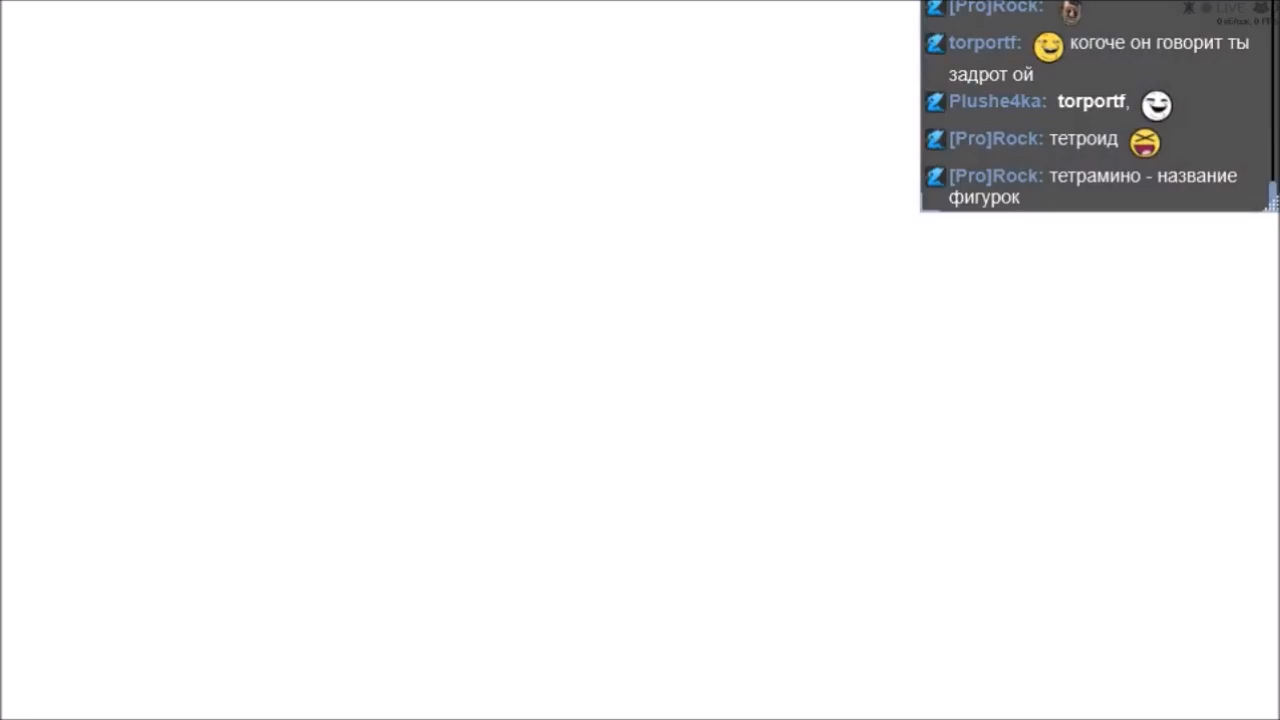 [Pro]Rock:
LIVE
torportf: когоче он говорит ты
задрот ой
Plushe4ka: torportf,
[Pro]Rock: тетроид
[Pro]Rock: тетрамино - название
фигурок